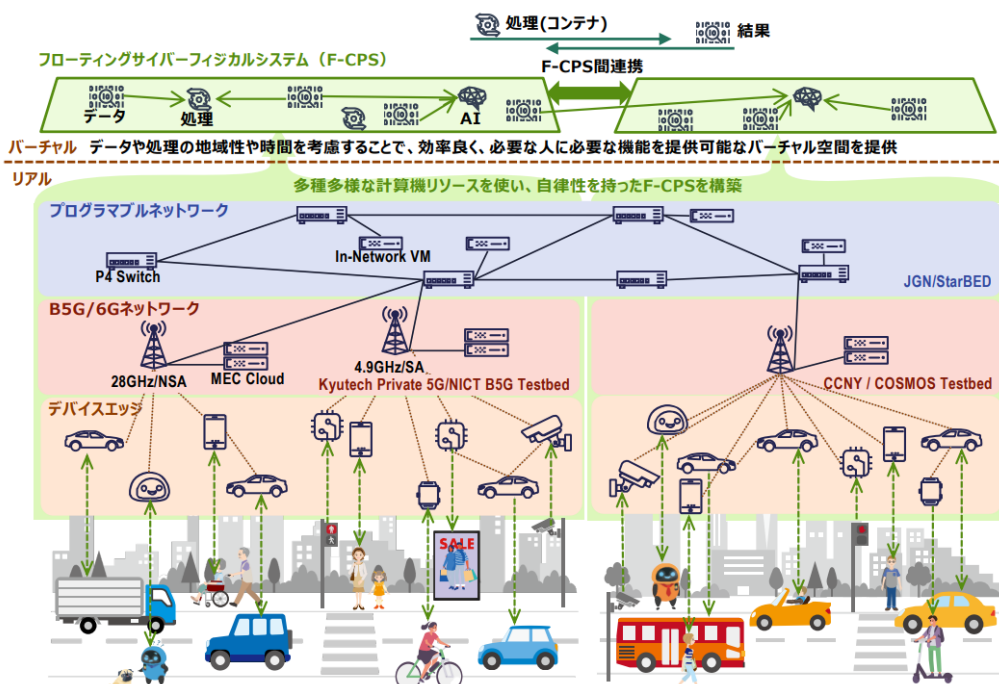 処理(コンテナ)
結果
フローティングサイバーフィジカルシステム（F-CPS）
F-CPS間連携
データ
処理
AI
バーチャル データや処理の地域性や時間を考慮することで、効率良く、必要な人に必要な機能を提供可能なバーチャル空間を提供
リアル
多種多様な計算機リソースを使い、自律性を持ったF-CPSを構築
プログラマブルネットワーク
In-Network VM
P4 Switch
JGN/StarBED
B5G/6Gネットワーク
4.9GHz/SA
28GHz/NSA
MEC Cloud
Kyutech Private 5G/NICT B5G Testbed
CCNY / COSMOS Testbed
デバイスエッジ
SALE